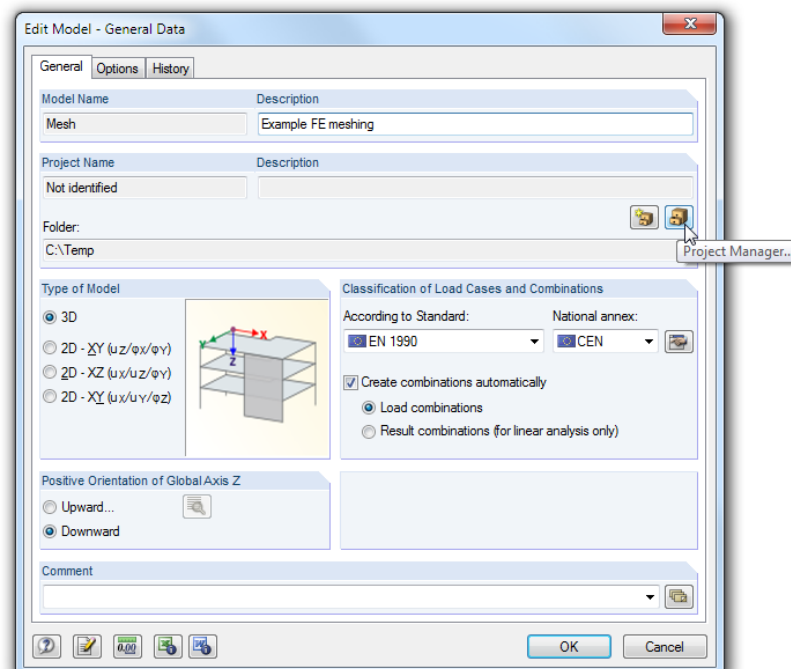 Edit Model - General Data
General Options History
Model Name Description
Mesh Example FE meshing
Project Name Description
Not identified
Folder:
C:\Temp
Project Manager...
Type of Model Classification of Load Cases and Combinations
3D According to Standard: National annex:
X Y Z
2D - XY (uZ/φX/φY) EN 1990 CEN
2D - XZ (uX/uZ/φY) Create combinations automatically
2D - XY (uX/uY/φZ) Load combinations
Result combinations (for linear analysis only)
Positive Orientation of Global Axis Z
Upward...
Downward
Comment
0.00 OK Cancel